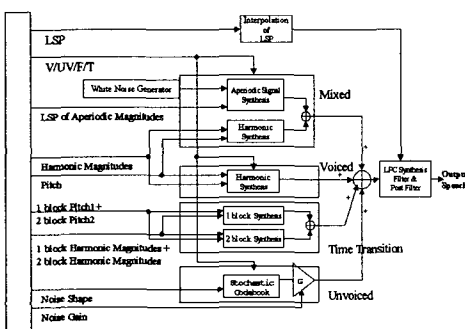 LSP
Interpolation
of
LSP
V/UV/F/T
White Noise Generator
Aperiodic Signal
Synthesis
Mixed
LSP of Aperiodic Magnitudes
Harmonic
Synthesis
Harmonic Magnitudes
Voiced
Pitch
Harmonic
Synthesis
LPC Synthesis
Filter &
Post Filter
Output
Speech
1 block Pitch1+
2 block Pitch2
1 block Synthesis
2 block Synthesis
1 block Harmonic Magnitudes+
2 block Harmonic Magnitudes
Time Transition
Stochastic
Codebook
G
Unvoiced
Noise Shape
Noise Gain